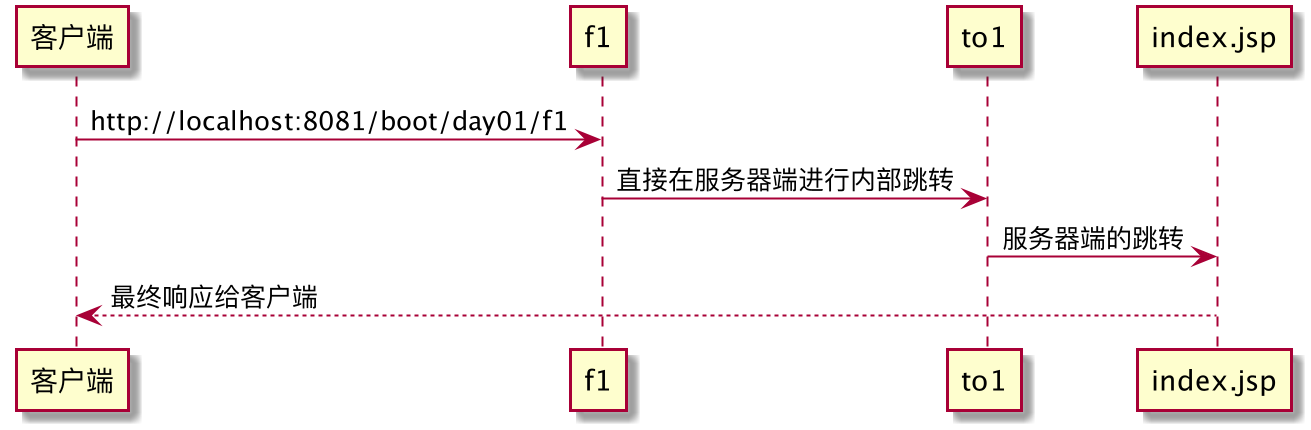 客户端
f1
to1
index.jsp
http://localhost:8081/boot/day01/f1
直接在服务器端进行内部跳转
服务器端的跳转
最终响应给客户端
客户端
f1
to1
index.jsp